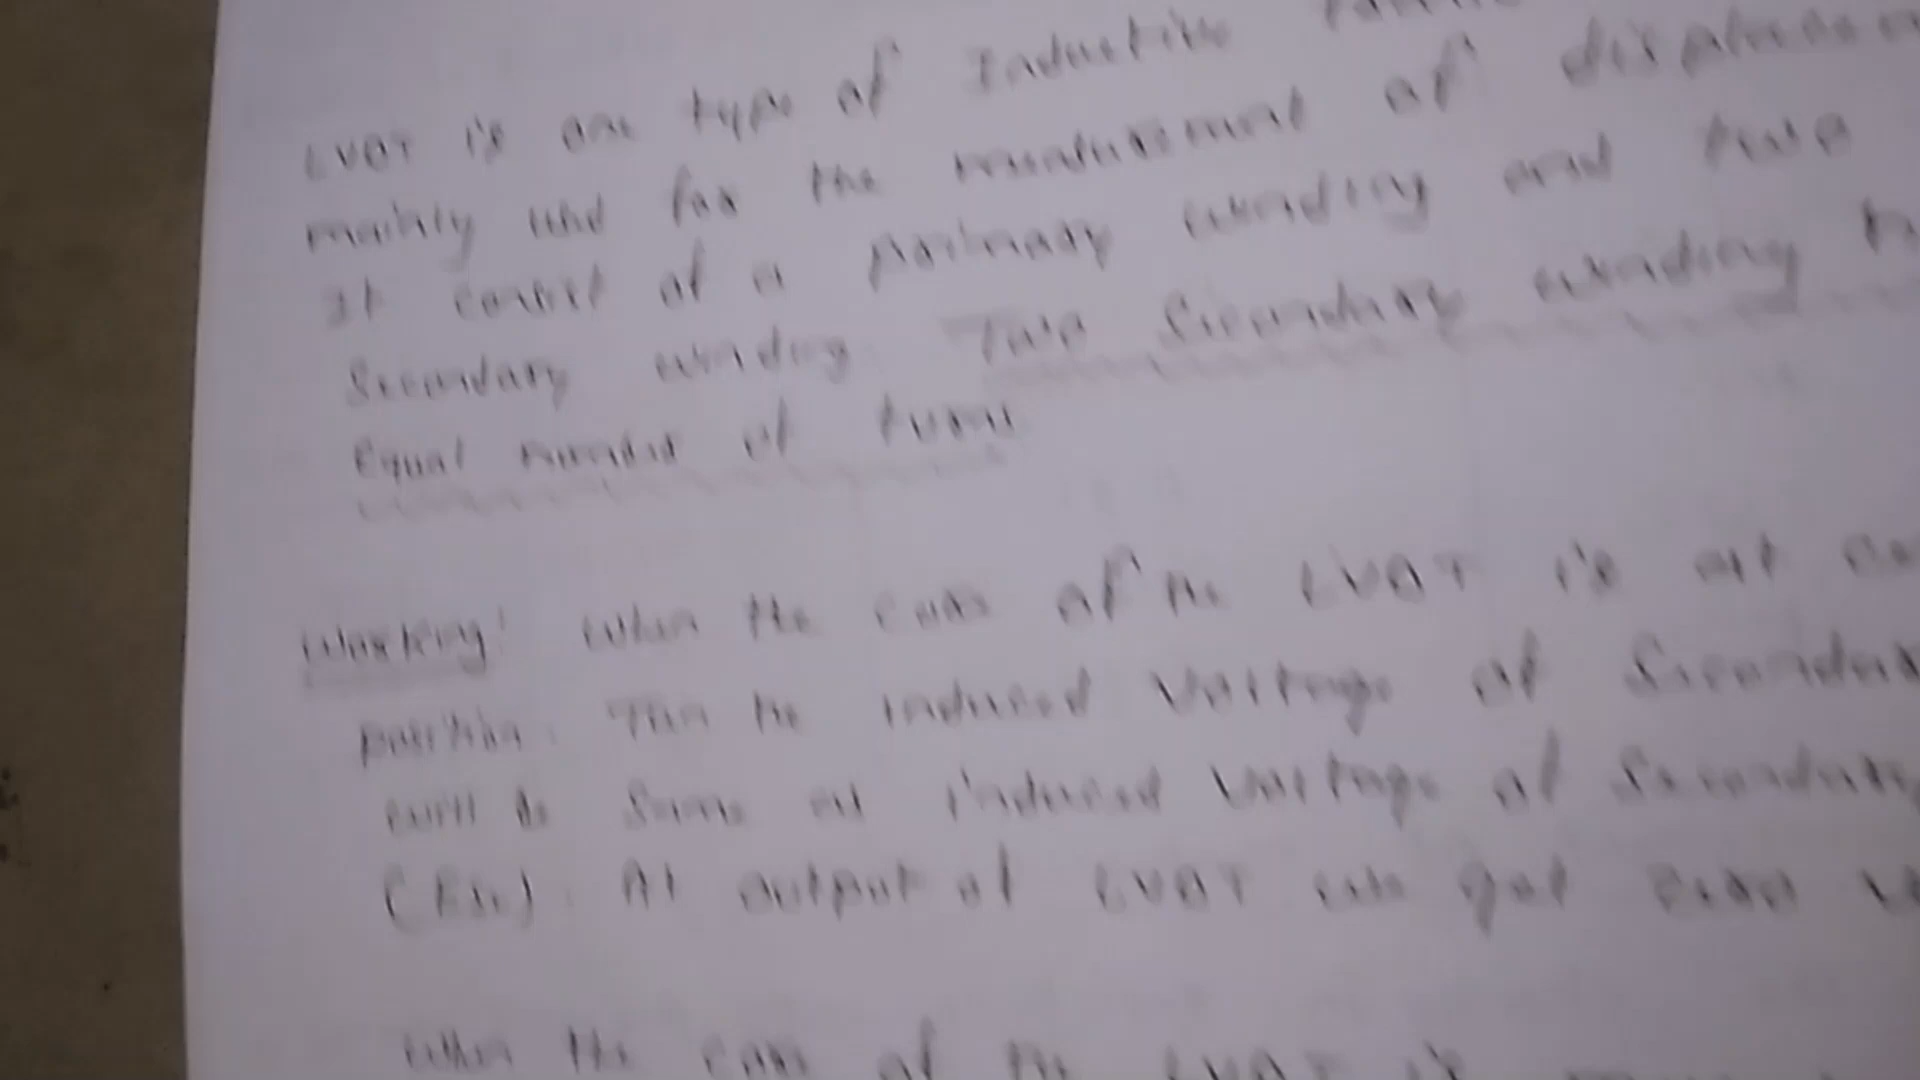 LVDT is one type of Inductive
mainly used for the measurement of
It consist of a primary winding and two
Secondary winding Two Secondary winding
Equal number of turns
Working: When the core of the LVDT is at
position. Then the induced Voltage of
will be Same as induced Voltage of Secondary
At output of LVDT we get zero
When the core of the LVDT is